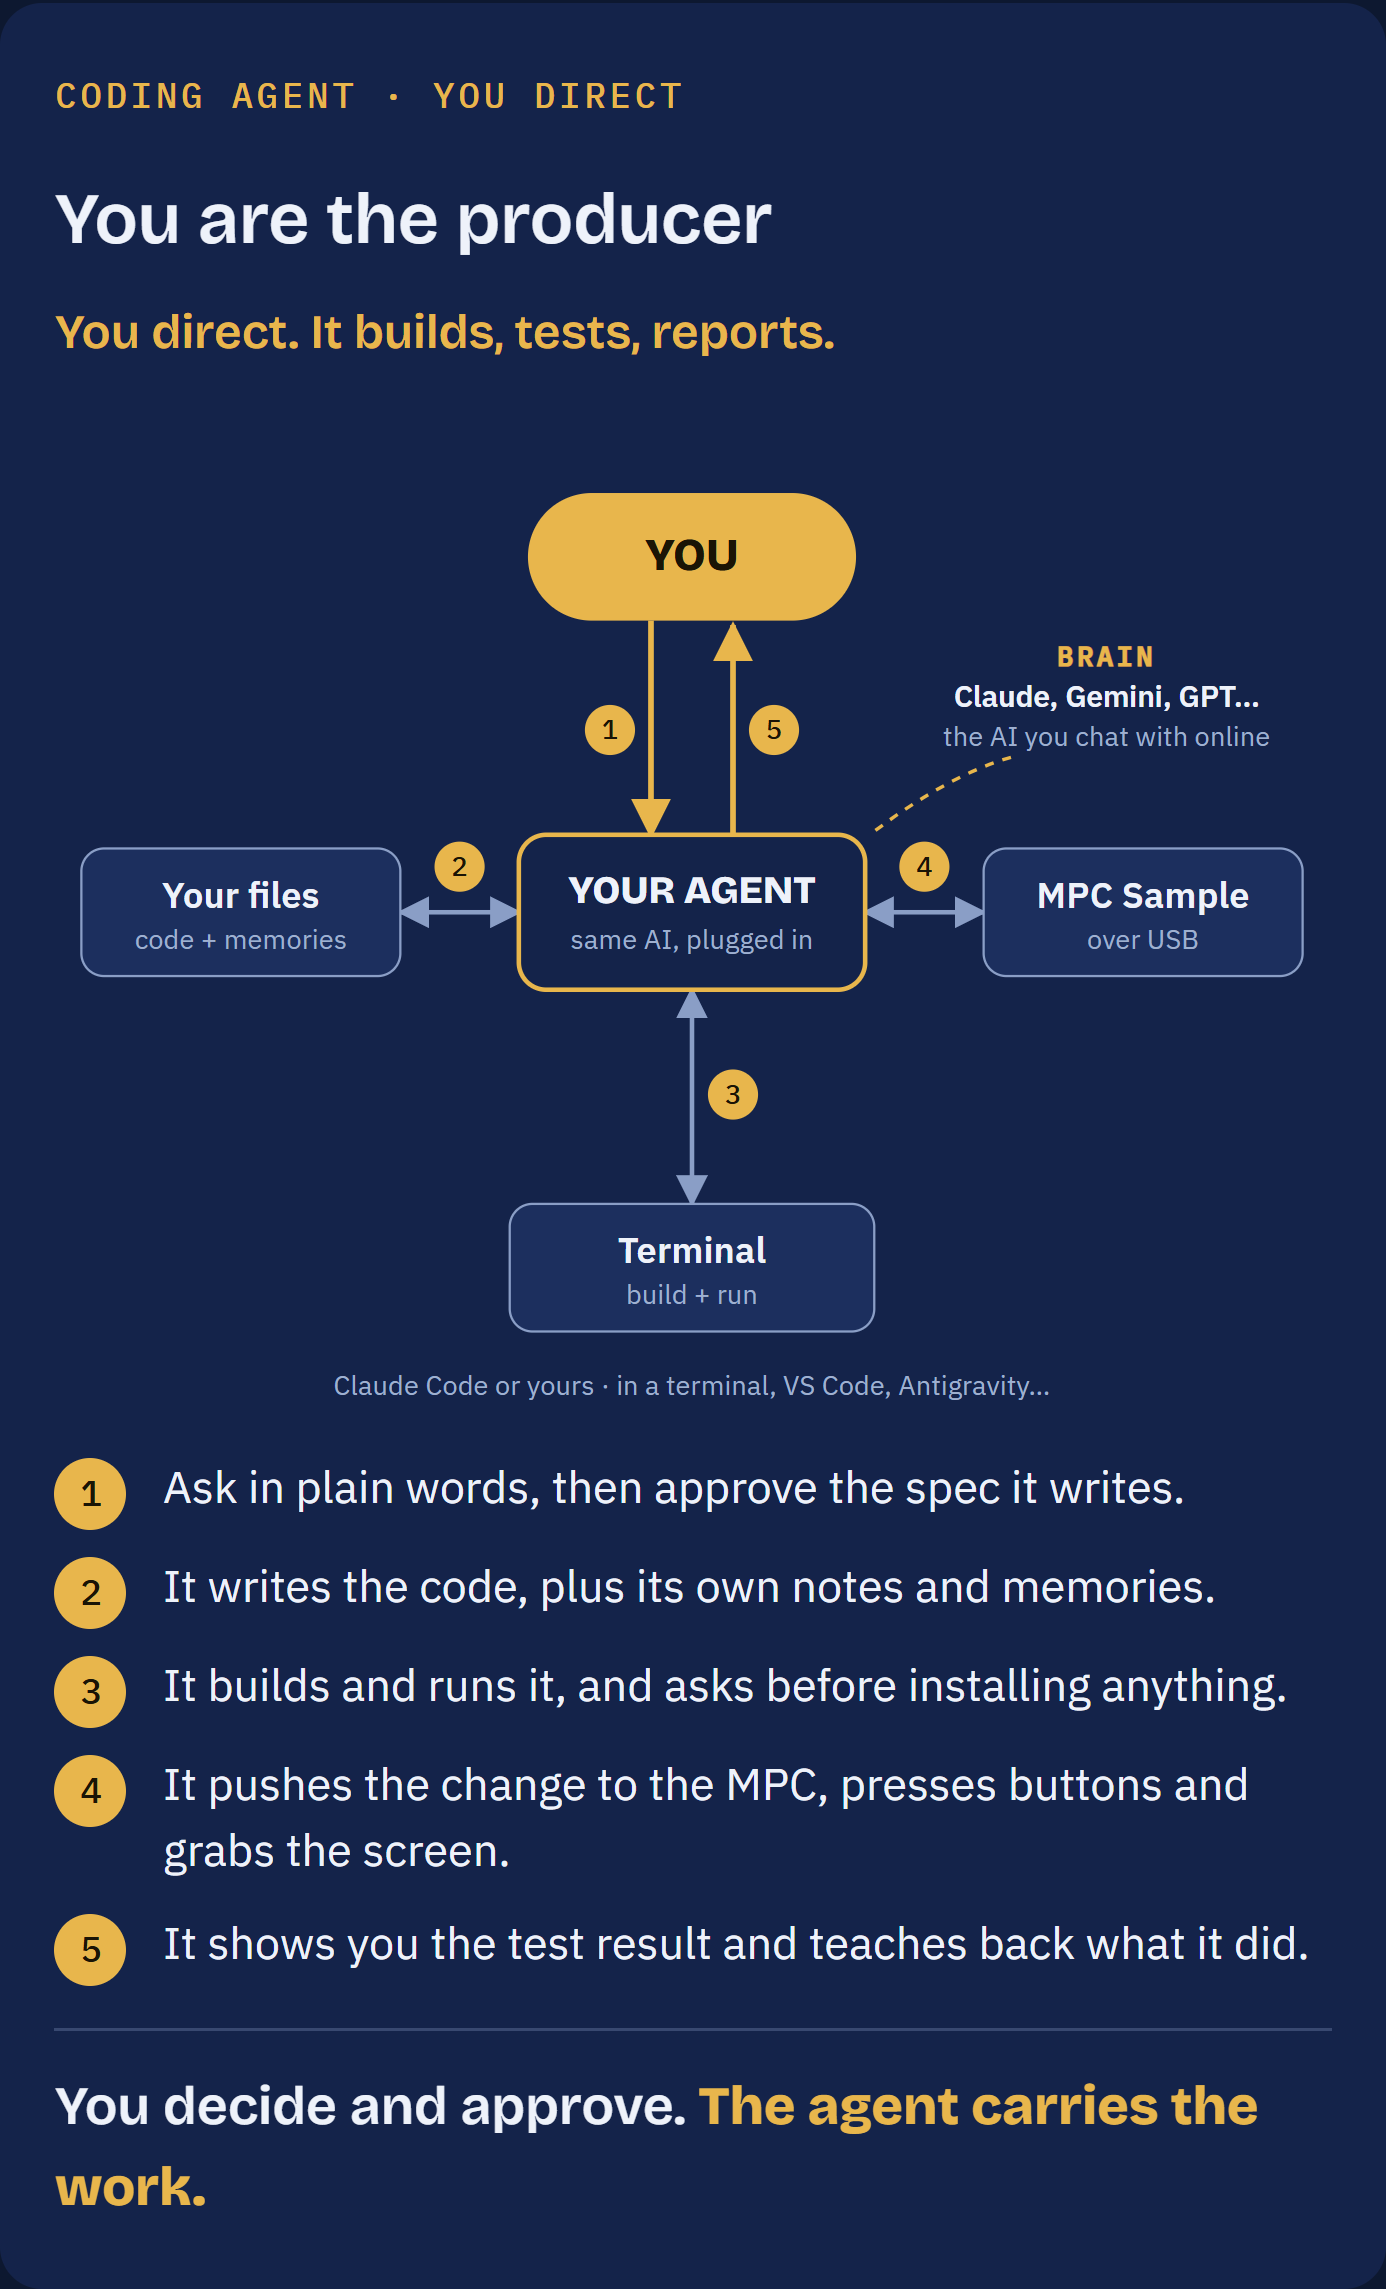 CODING AGENT · YOU DIRECT
You are the producer
You direct. It builds, tests, reports.
YOU
BRAIN
Claude, Gemini, GPT...
the AI you chat with online
1
5
2
4
Your files
code + memories
YOUR AGENT
same AI, plugged in
MPC Sample
over USB
3
Terminal
build + run
Claude Code or yours · in a terminal, VS Code, Antigravity...
1 Ask in plain words, then approve the spec it writes.
2 It writes the code, plus its own notes and memories.
3 It builds and runs it, and asks before installing anything.
4 It pushes the change to the MPC, presses buttons and
grabs the screen.
5 It shows you the test result and teaches back what it did.
You decide and approve. The agent carries the
work.